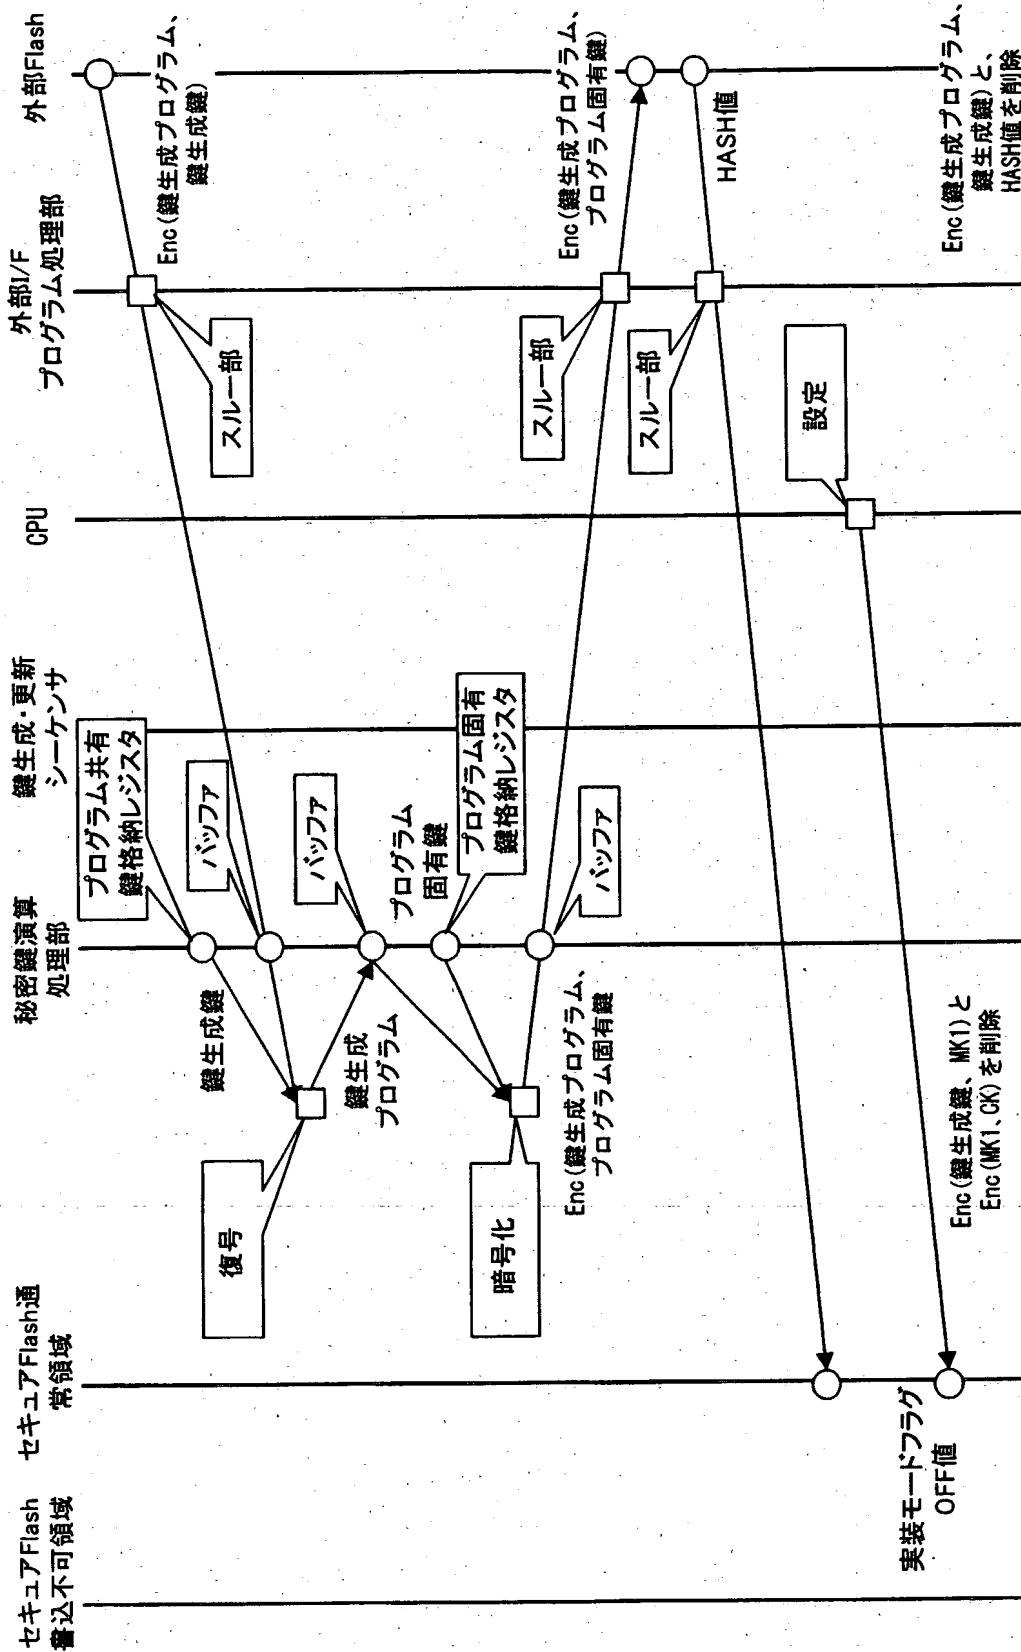 セキュアFlash
書込不可領域
セキュアFlash通
常領域
秘密鍵演算
処理部
鍵生成・更新
シーケンサ
CPU
外部I/F
プログラム処理部
外部Flash
Enc(鍵生成プログラム、
鍵生成鍵)
スルー部
プログラム共有
鍵格納レジスタ
バッファ
鍵生成鍵
復号
バッファ
鍵生成
プログラム
プログラム
固有鍵
プログラム固有
鍵格納レジスタ
暗号化
バッファ
Enc(鍵生成プログラム、
プログラム固有鍵
スルー部
Enc(鍵生成プログラム、
プログラム固有鍵)
スルー部
HASH値
設定
実装モードフラグ
OFF値
Enc(鍵生成鍵、MK1)と
Enc(MK1、CK)を削除
Enc(鍵生成プログラム、
鍵生成鍵)と、
HASH値を削除